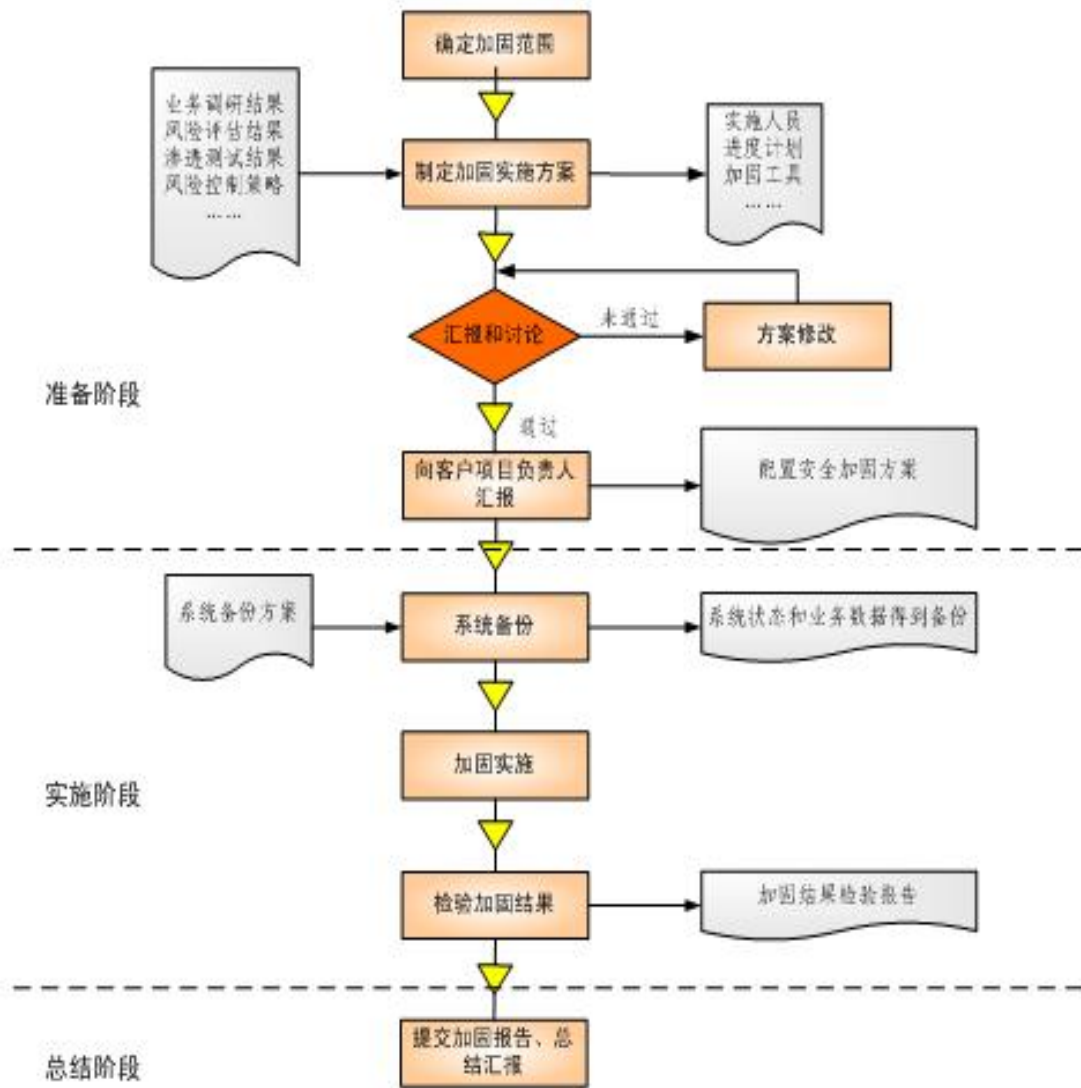 确定加固范围
业务调研结果
风险评估结果
渗透测试结果
风险控制策略
... ...
制定加固实施方案
实施人员
进度计划
加固工具
... ...
汇报和讨论
未通过
方案修改
准备阶段
通过
向客户项目负责人
汇报
配置安全加固方案
系统备份方案
系统备份
系统状态和业务数据得到备份
加固实施
实施阶段
检验加固结果
加固结果检验报告
提交加固报告、总
结汇报
总结阶段